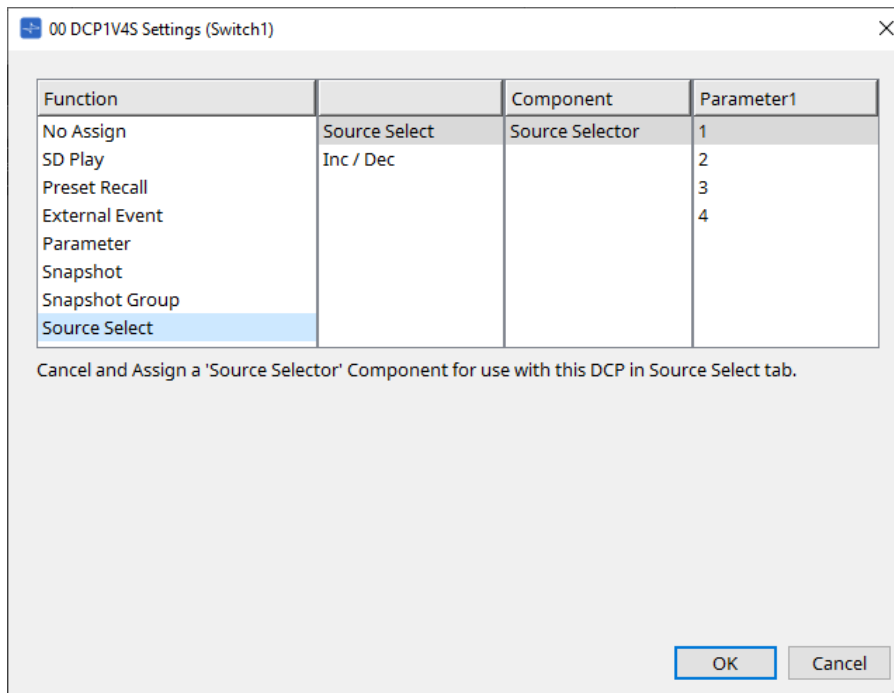 00 DCP1V4S Settings (Switch1)
Function Component Parameter1
No Assign Source Select Source Selector 1
SD Play Inc / Dec 2
Preset Recall 3
External Event 4
Parameter
Snapshot
Snapshot Group
Source Select
Cancel and Assign a 'Source Selector' Component for use with this DCP in Source Select tab.
OK Cancel